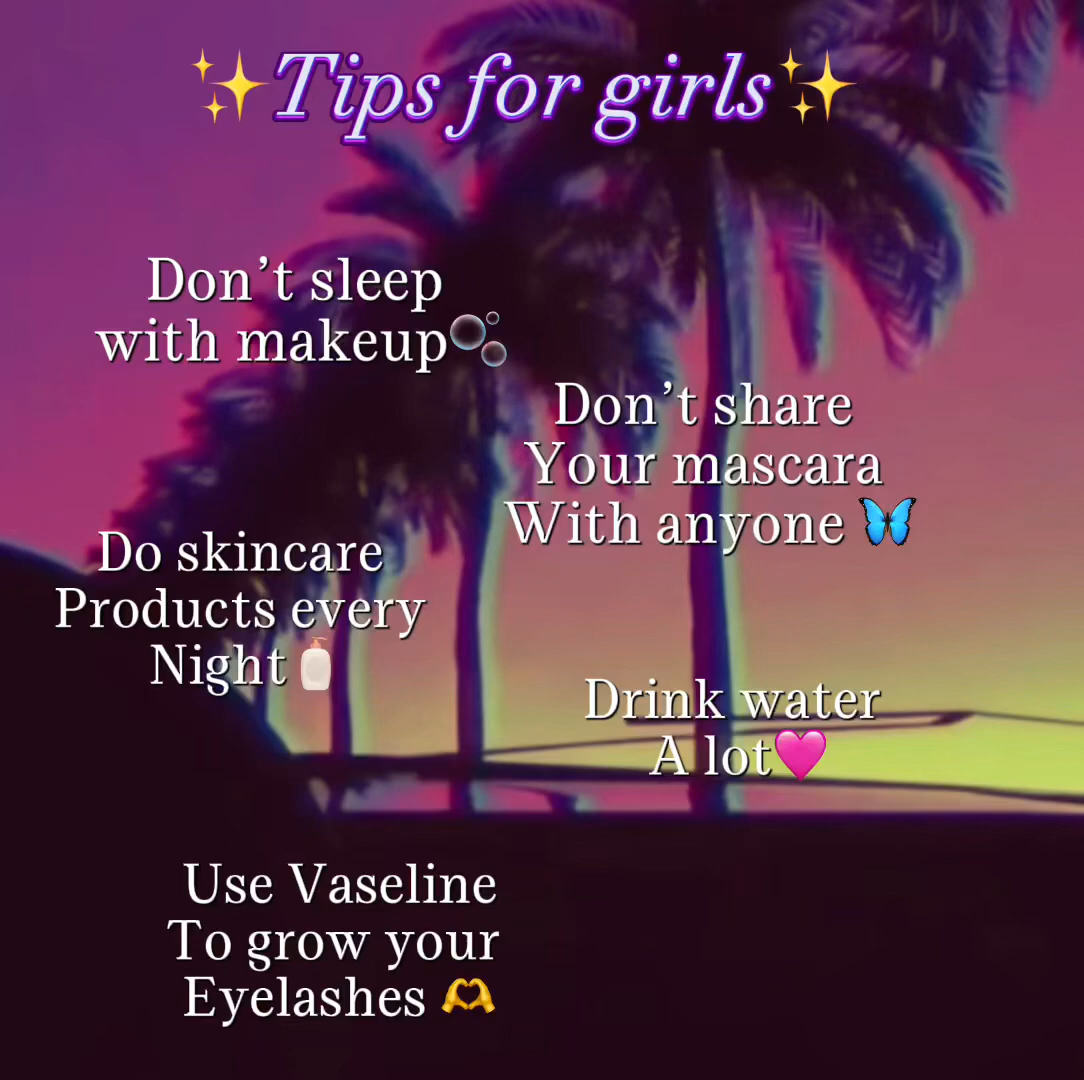 ✨Tips for girls✨
Don’t sleep
with makeup🫧
Don’t share
Your mascara
With anyone 🦋
Do skincare
Products every
Night🧴
Drink water
A lot🩷
Use Vaseline
To grow your
Eyelashes 🫶